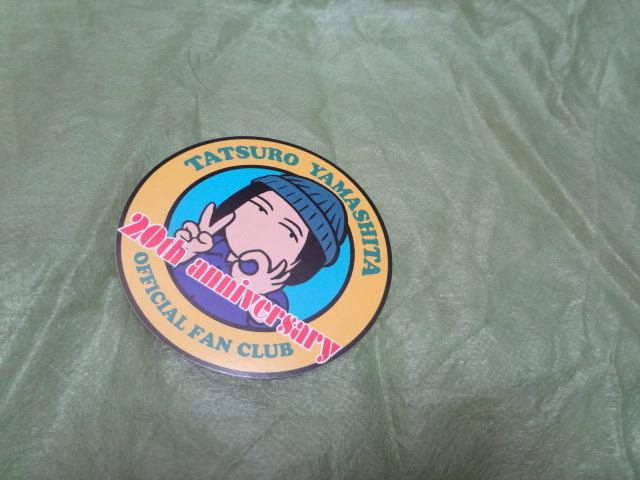 TATSURO YAMASHITA
20th anniversary
OFFICIAL FAN CLUB